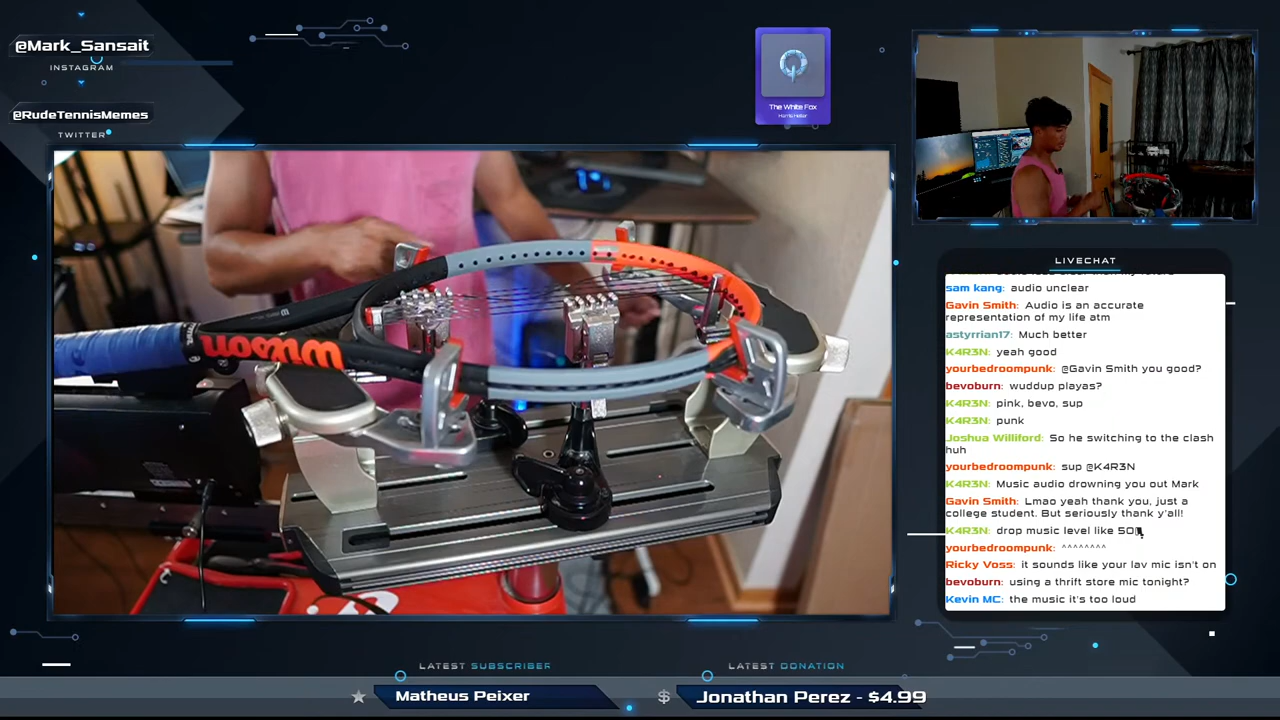 @Mark_Sansait
INSTAGRAM
@RudeTennisMemes
TWITTER
The White Fox
wilson
LIVECHAT
sam kang: audio unclear
Gavin Smith: Audio is an accurate
representation of my life atm
astyrrian17: Much better
K4R3N: yeah good
yourbedroompunk: @Gavin Smith you good?
bevoburn: wuddup playas?
K4R3N: pink, bevo, sup
K4R3N: punk
Joshua Williford: So he switching to the clash
huh
yourbedroompunk: sup @K4R3N
K4R3N: Music audio drowning you out Mark
Gavin Smith: Lmao yeah thank you, just a
college student. But seriously thank y'all!
K4R3N: drop music level like 50
yourbedroompunk: ^^^^^^^^
Ricky Voss: it sounds like your lav mic isn't on
bevoburn: using a thrift store mic tonight?
Kevin MC: the music it's too loud
LATEST SUBSCRIBER
LATEST DONATION
Matheus Peixer
$ Jonathan Perez - $4.99